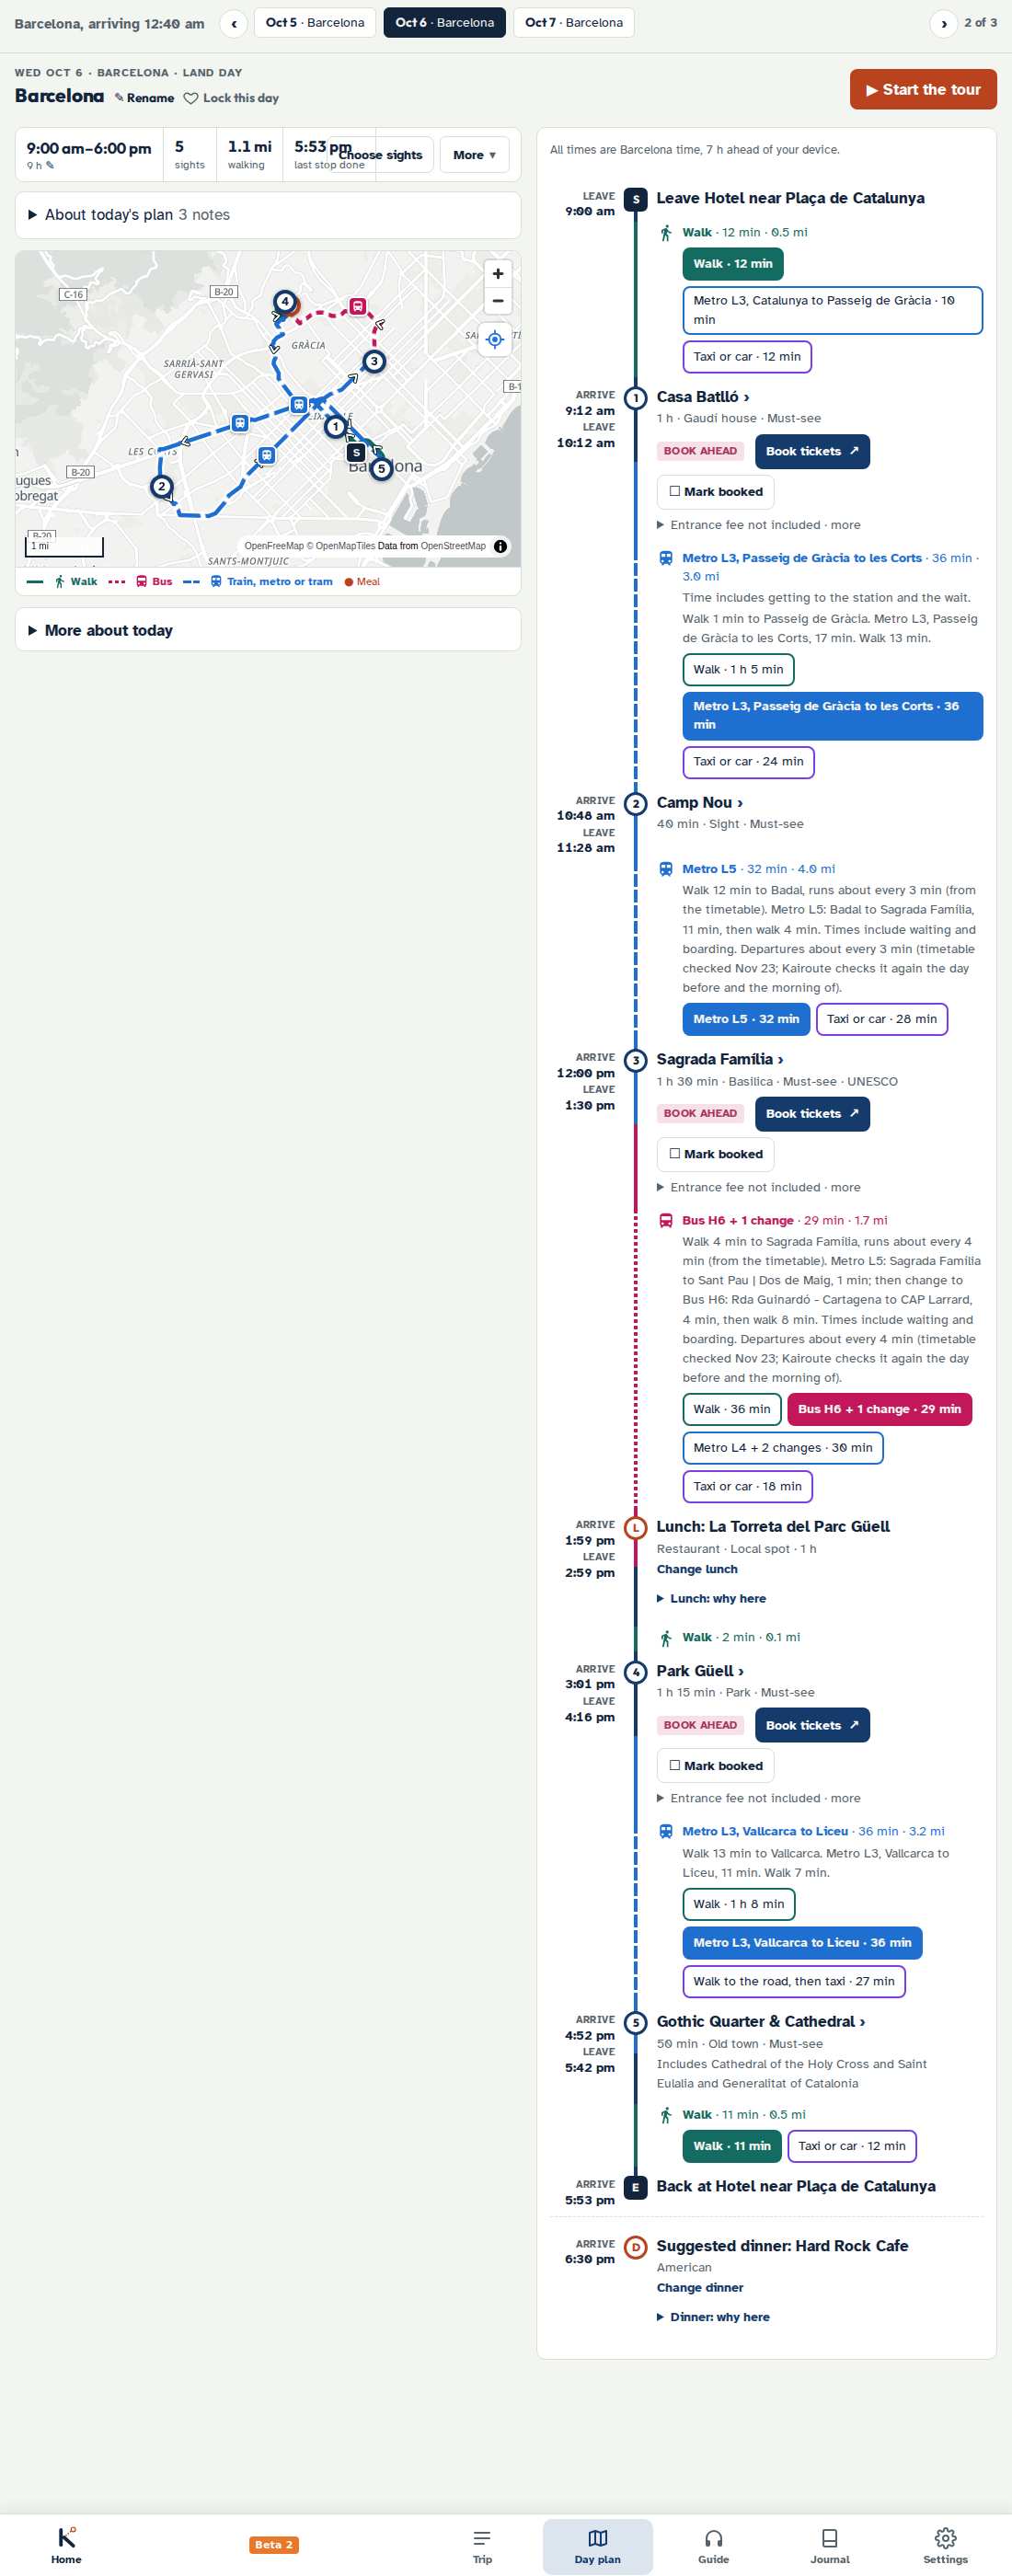 Barcelona, arriving 12:40 am
‹
Oct 5 · Barcelona
Oct 6 · Barcelona
Oct 7 · Barcelona
›
2 of 3
WED OCT 6 · BARCELONA · LAND DAY
Barcelona
✎ Rename
Lock this day
▶ Start the tour
9:00 am–6:00 pm
9 h ✎
5
sights
1.1 mi
walking
5:53 pm
last stop done
Choose sights
More ▾
▶ About today's plan 3 notes
C-16
B-20
SARRIÀ-SANT
GERVASI
GRÀCIA
LES
B-20
B-20
SANTS-MONTJUIC
4
3
1
S
5
2
+
−
1 mi
OpenFreeMap © OpenMapTiles Data from OpenStreetMap
Walk
Bus
Train, metro or tram
Meal
▶ More about today
All times are Barcelona time, 7 h ahead of your device.
LEAVE
9:00 am
S
Leave Hotel near Plaça de Catalunya
Walk · 12 min · 0.5 mi
Walk · 12 min
Metro L3, Catalunya to Passeig de Gràcia · 10
min
Taxi or car · 12 min
ARRIVE
9:12 am
LEAVE
10:12 am
1
Casa Batlló ›
1 h · Gaudí house · Must-see
BOOK AHEAD
Book tickets ↗
☐ Mark booked
▶ Entrance fee not included · more
Metro L3, Passeig de Gràcia to les Corts · 36 min ·
3.0 mi
Time includes getting to the station and the wait.
Walk 1 min to Passeig de Gràcia. Metro L3, Passeig
de Gràcia to les Corts, 17 min. Walk 13 min.
Walk · 1 h 5 min
Metro L3, Passeig de Gràcia to les Corts · 36
min
Taxi or car · 24 min
ARRIVE
10:48 am
LEAVE
11:28 am
2
Camp Nou ›
40 min · Sight · Must-see
Metro L5 · 32 min · 4.0 mi
Walk 12 min to Badal, runs about every 3 min (from
the timetable). Metro L5: Badal to Sagrada Família,
11 min, then walk 4 min. Times include waiting and
boarding. Departures about every 3 min (timetable
checked Nov 23; Kairoute checks it again the day
before and the morning of).
Metro L5 · 32 min
Taxi or car · 28 min
ARRIVE
12:00 pm
LEAVE
1:30 pm
3
Sagrada Família ›
1 h 30 min · Basilica · Must-see · UNESCO
BOOK AHEAD
Book tickets ↗
☐ Mark booked
▶ Entrance fee not included · more
Bus H6 + 1 change · 29 min · 1.7 mi
Walk 4 min to Sagrada Família, runs about every 4
min (from the timetable). Metro L5: Sagrada Família
to Sant Pau | Dos de Maig, 1 min; then change to
Bus H6: Rda Guinardó - Cartagena to CAP Larrard,
4 min, then walk 8 min. Times include waiting and
boarding. Departures about every 4 min (timetable
checked Nov 23; Kairoute checks it again the day
before and the morning of).
Walk · 36 min
Bus H6 + 1 change · 29 min
Metro L4 + 2 changes · 30 min
Taxi or car · 18 min
ARRIVE
1:59 pm
LEAVE
2:59 pm
L
Lunch: La Torreta del Parc Güell
Restaurant · Local spot · 1 h
Change lunch
▶ Lunch: why here
Walk · 2 min · 0.1 mi
ARRIVE
3:01 pm
LEAVE
4:16 pm
4
Park Güell ›
1 h 15 min · Park · Must-see
BOOK AHEAD
Book tickets ↗
☐ Mark booked
▶ Entrance fee not included · more
Metro L3, Vallcarca to Liceu · 36 min · 3.2 mi
Walk 13 min to Vallcarca. Metro L3, Vallcarca to
Liceu, 11 min. Walk 7 min.
Walk · 1 h 8 min
Metro L3, Vallcarca to Liceu · 36 min
Walk to the road, then taxi · 27 min
ARRIVE
4:52 pm
LEAVE
5:42 pm
5
Gothic Quarter & Cathedral ›
50 min · Old town · Must-see
Includes Cathedral of the Holy Cross and Saint
Eulalia and Generalitat of Catalonia
Walk · 11 min · 0.5 mi
Walk · 11 min
Taxi or car · 12 min
ARRIVE
5:53 pm
E
Back at Hotel near Plaça de Catalunya
ARRIVE
6:30 pm
D
Suggested dinner: Hard Rock Cafe
American
Change dinner
▶ Dinner: why here
Home
Beta 2
Trip
Day plan
Guide
Journal
Settings